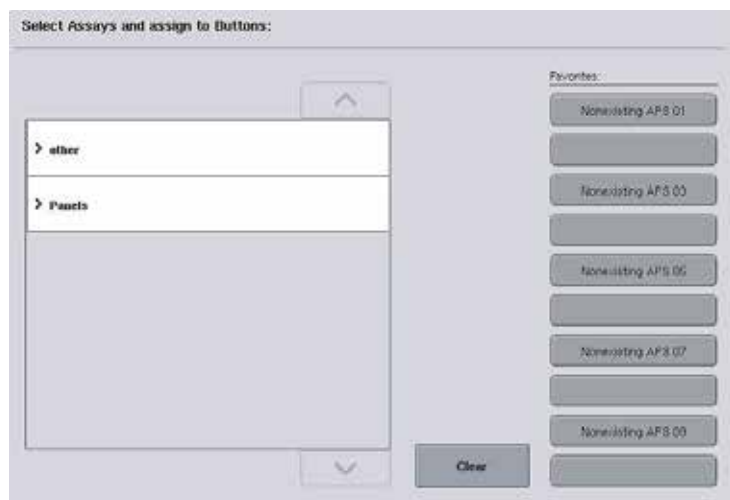 Select Assays and assign to Buttons:
Favorites:
Nonexisting APS 01
other
Nonexisting APS 03
Panels
Nonexisting APS 05
Nonexisting APS 07
Nonexisting APS 09
Clear